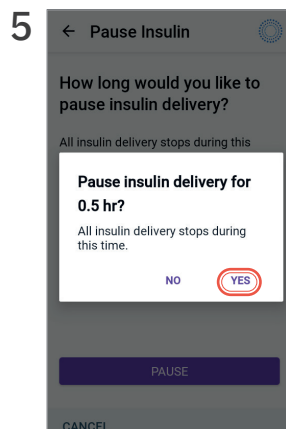 5
Pause Insulin
How long would you like to
pause insulin delivery?
All insulin delivery stops during this
Pause insulin delivery for
0.5 hr?
All insulin delivery stops during
this time.
NO YES
PAUSE
CANCEL